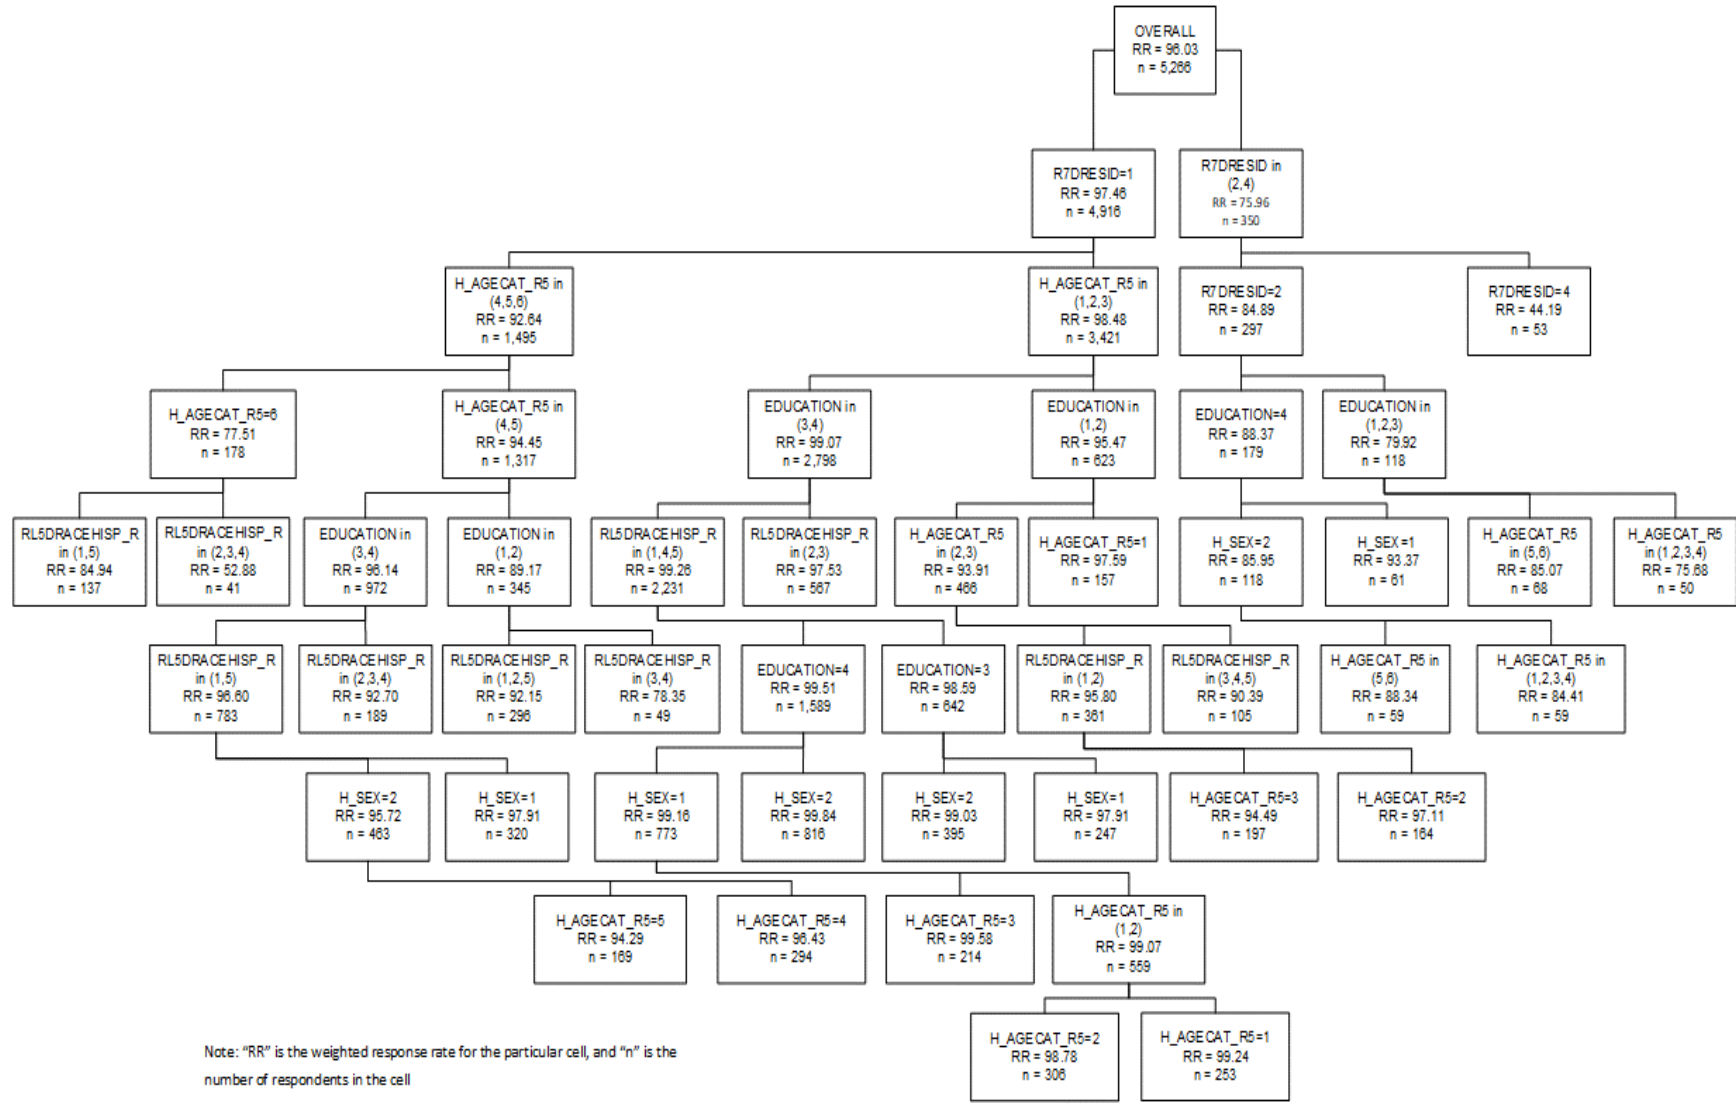 OVERALL
RR = 96.03
n = 5,266
R7DRESID=1
RR = 97.46
n = 4,916
R7DRESID in
(2,4)
RR = 75.96
n = 350
H_AGECAT_R5 in
(4,5,6)
RR = 92.64
n = 1,495
H_AGECAT_R5 in
(1,2,3)
RR = 98.48
n = 3,421
R7DRESID=2
RR = 84.89
n = 297
R7DRESID=4
RR = 44.19
n = 53
H_AGECAT_R5=6
RR = 77.51
n = 178
H_AGECAT_R5 in
(4,5)
RR = 94.45
n = 1,317
EDUCATION in
(3,4)
RR = 99.07
n = 2,798
EDUCATION in
(1,2)
RR = 95.47
n = 623
EDUCATION=4
RR = 88.37
n = 179
EDUCATION in
(1,2,3)
RR = 79.92
n = 118
RL5DRACEHISP_R
in (1,5)
RR = 84.94
n = 137
RL5DRACEHISP_R
in (2,3,4)
RR = 52.88
n = 41
EDUCATION in
(3,4)
RR = 96.14
n = 972
EDUCATION in
(1,2)
RR = 89.17
n = 345
RL5DRACEHISP_R
in (1,4,5)
RR = 99.26
n = 2,231
RL5DRACEHISP_R
in (2,3)
RR = 97.53
n = 567
H_AGECAT_R5
in (2,3)
RR = 93.91
n = 466
H_AGECAT_R5=1
RR = 97.59
n = 157
H_SEX=2
RR = 85.95
n = 118
H_SEX=1
RR = 93.37
n = 61
H_AGECAT_R5
in (5,6)
RR = 85.07
n = 68
H_AGECAT_R5
in (1,2,3,4)
RR = 75.68
n = 50
RL5DRACEHISP_R
in (1,5)
RR = 96.60
n = 783
RL5DRACEHISP_R
in (2,3,4)
RR = 92.70
n = 189
RL5DRACEHISP_R
in (1,2,5)
RR = 92.15
n = 296
RL5DRACEHISP_R
in (3,4)
RR = 78.35
n = 49
EDUCATION=4
RR = 99.51
n = 1,589
EDUCATION=3
RR = 98.59
n = 642
RL5DRACEHISP_R
in (1,2)
RR = 95.80
n = 361
RL5DRACEHISP_R
in (3,4,5)
RR = 90.39
n = 105
H_AGECAT_R5 in
(5,6)
RR = 88.34
n = 59
H_AGECAT_R5 in
(1,2,3,4)
RR = 84.41
n = 59
H_SEX=2
RR = 95.72
n = 463
H_SEX=1
RR = 97.91
n = 320
H_SEX=1
RR = 99.16
n = 773
H_SEX=2
RR = 99.84
n = 816
H_SEX=2
RR = 99.03
n = 395
H_SEX=1
RR = 97.91
n = 247
H_AGECAT_R5=3
RR = 94.49
n = 197
H_AGECAT_R5=2
RR = 97.11
n = 164
H_AGECAT_R5=5
RR = 94.29
n = 169
H_AGECAT_R5=4
RR = 96.43
n = 294
H_AGECAT_R5=3
RR = 99.58
n = 214
H_AGECAT_R5 in
(1,2)
RR = 99.07
n = 559
H_AGECAT_R5=2
RR = 98.78
n = 306
H_AGECAT_R5=1
RR = 99.24
n = 253
Note: “RR” is the weighted response rate for the particular cell, and “n” is the
number of respondents in the cell